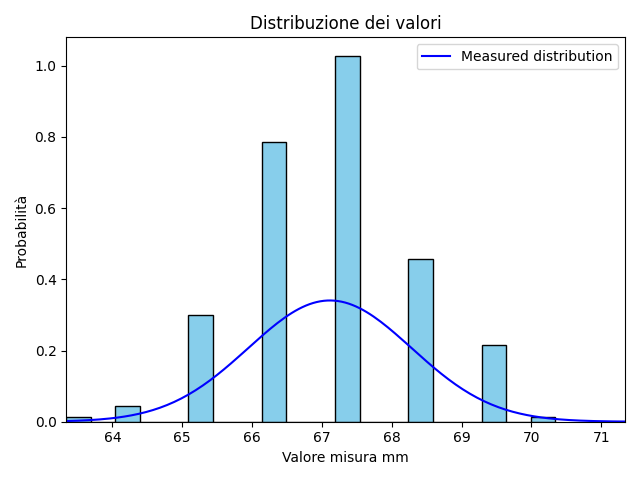 Distribuzione dei valori
Measured distribution
Probabilità
1.0
0.8
0.6
0.4
0.2
0.0
64 65 66 67 68 69 70 71
Valore misura mm